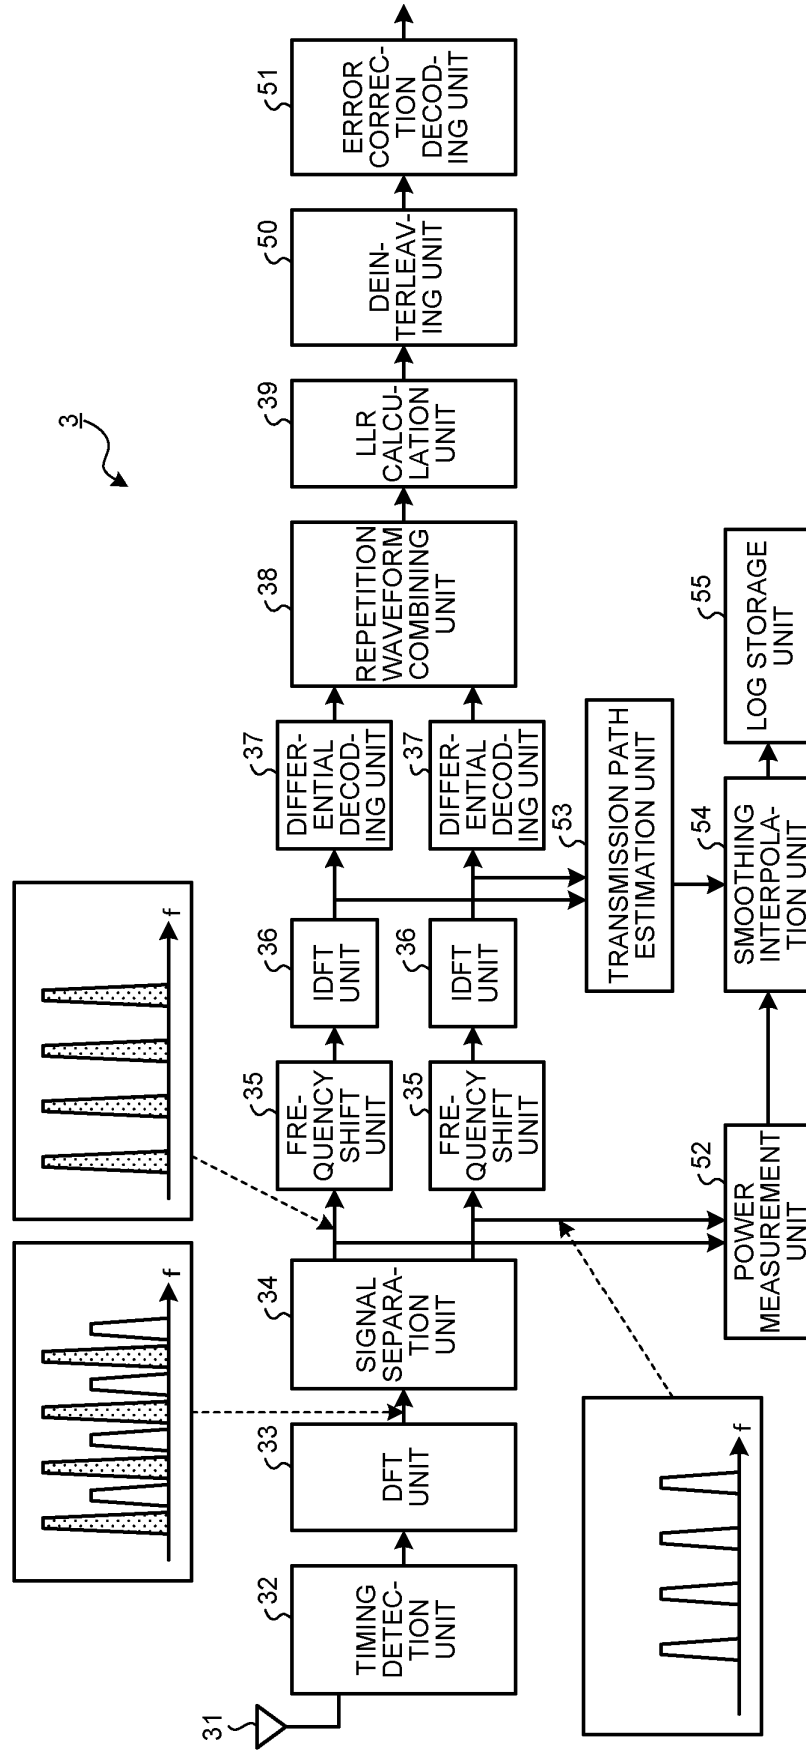 3
f
f
31
32
TIMING
DETEC-
TION
UNIT
33
DFT
UNIT
34
SIGNAL
SEPARA-
TION
UNIT
35
FRE-
QUENCY
SHIFT
UNIT
36
IDFT
UNIT
37
DIFFER-
ENTIAL
DECOD-
ING UNIT
35
FRE-
QUENCY
SHIFT
UNIT
36
IDFT
UNIT
37
DIFFER-
ENTIAL
DECOD-
ING UNIT
38
REPETITION
WAVEFORM
COMBINING
UNIT
39
LLR
CALCU-
LATION
UNIT
50
DEIN-
TERLEAV-
ING UNIT
51
ERROR
CORREC-
TION
DECOD-
ING UNIT
f
52
POWER
MEASUREMENT
UNIT
53
TRANSMISSION PATH
ESTIMATION UNIT
54
SMOOTHING
INTERPOLA-
TION UNIT
55
LOG STORAGE
UNIT